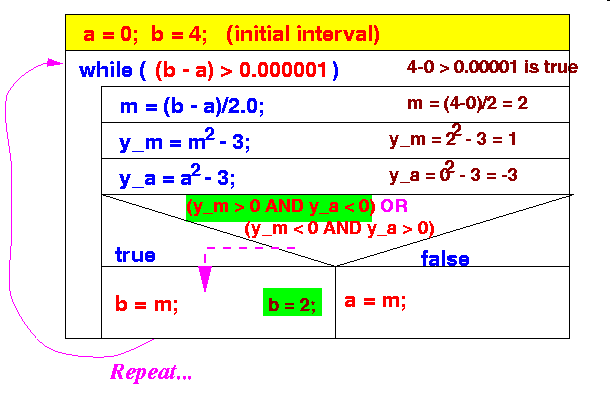 a = 0;  b = 4;   (initial interval)
while ( (b - a) > 0.000001 )    4-0 > 0.00001 is true
m = (b - a)/2.0;    m = (4-0)/2 = 2
y_m = m² - 3;    y_m = 2² - 3 = 1
y_a = a² - 3;    y_a = 0² - 3 = -3
(y_m > 0 AND y_a < 0) OR
(y_m < 0 AND y_a > 0)
true    false
b = m;    b = 2;    a = m;
Repeat...